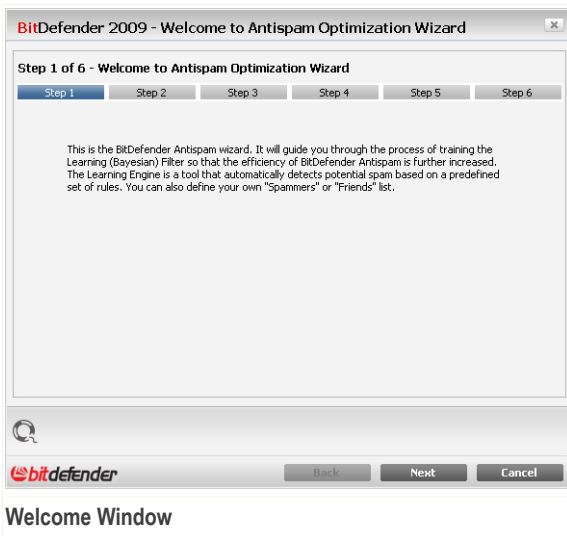 BitDefender 2009 - Welcome to Antispam Optimization Wizard
x
Step 1 of 6 - Welcome to Antispam Optimization Wizard
Step 1 Step 2 Step 3 Step 4 Step 5 Step 6
This is the BitDefender Antispam wizard. It will guide you through the process of training the
Learning (Bayesian) Filter so that the efficiency of BitDefender Antispam is further increased.
The Learning Engine is a tool that automatically detects potential spam based on a predefined
set of rules. You can also define your own "Spammers" or "Friends" list.
bitdefender
Back Next Cancel
Welcome Window